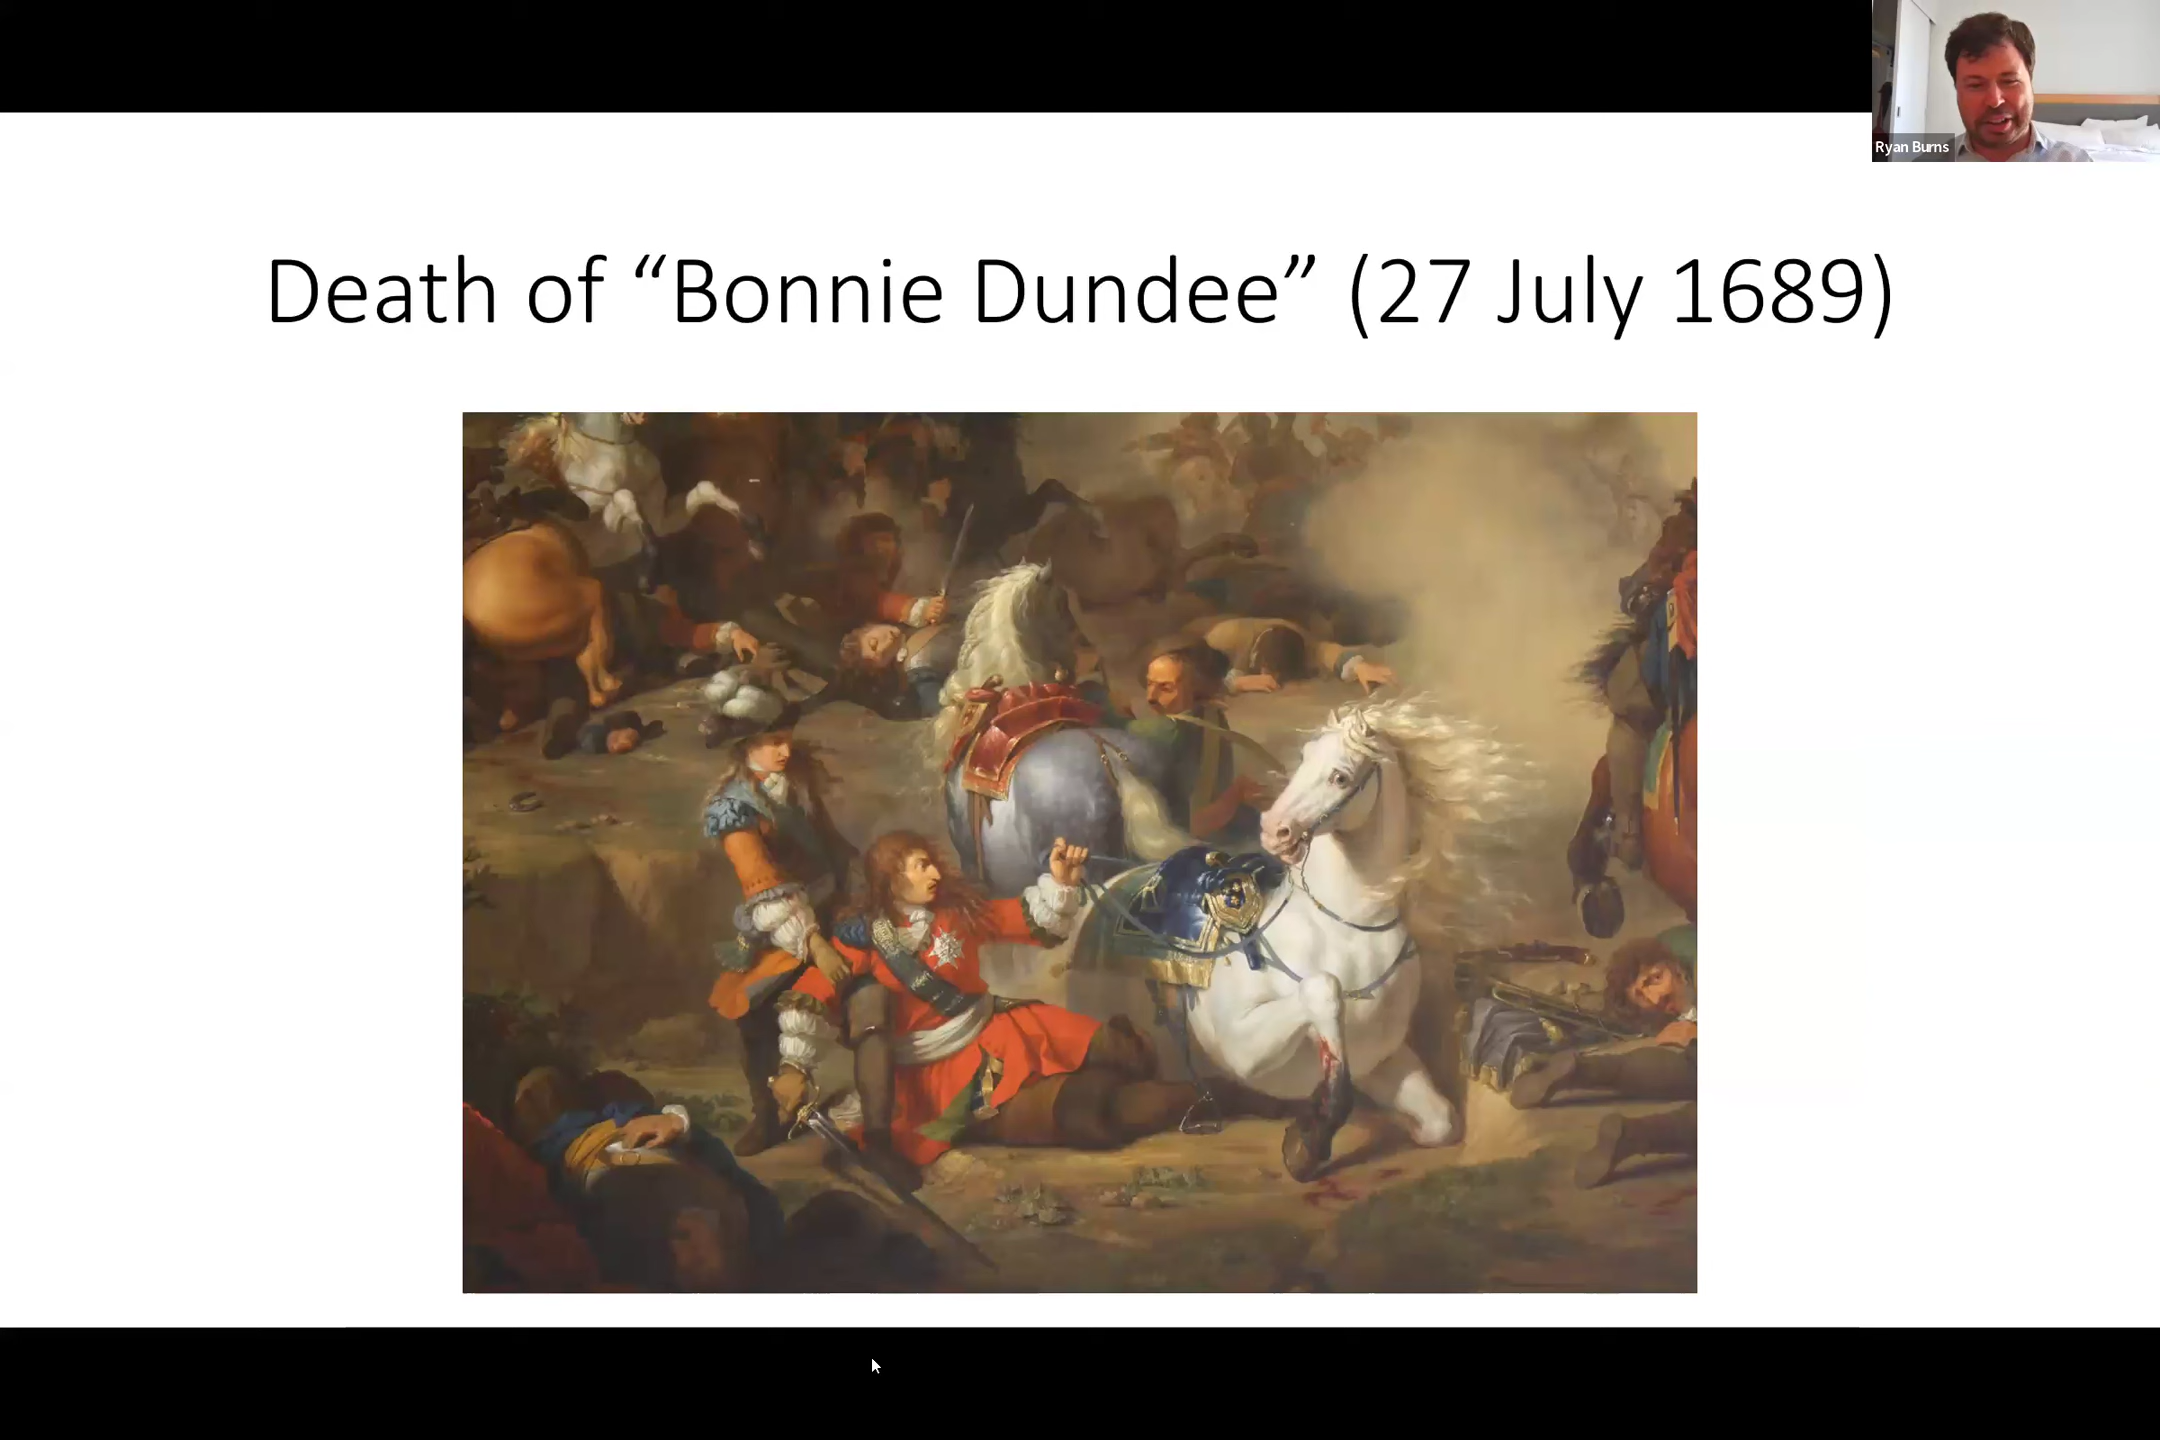 Ryan Burns
Death of “Bonnie Dundee” (27 July 1689)